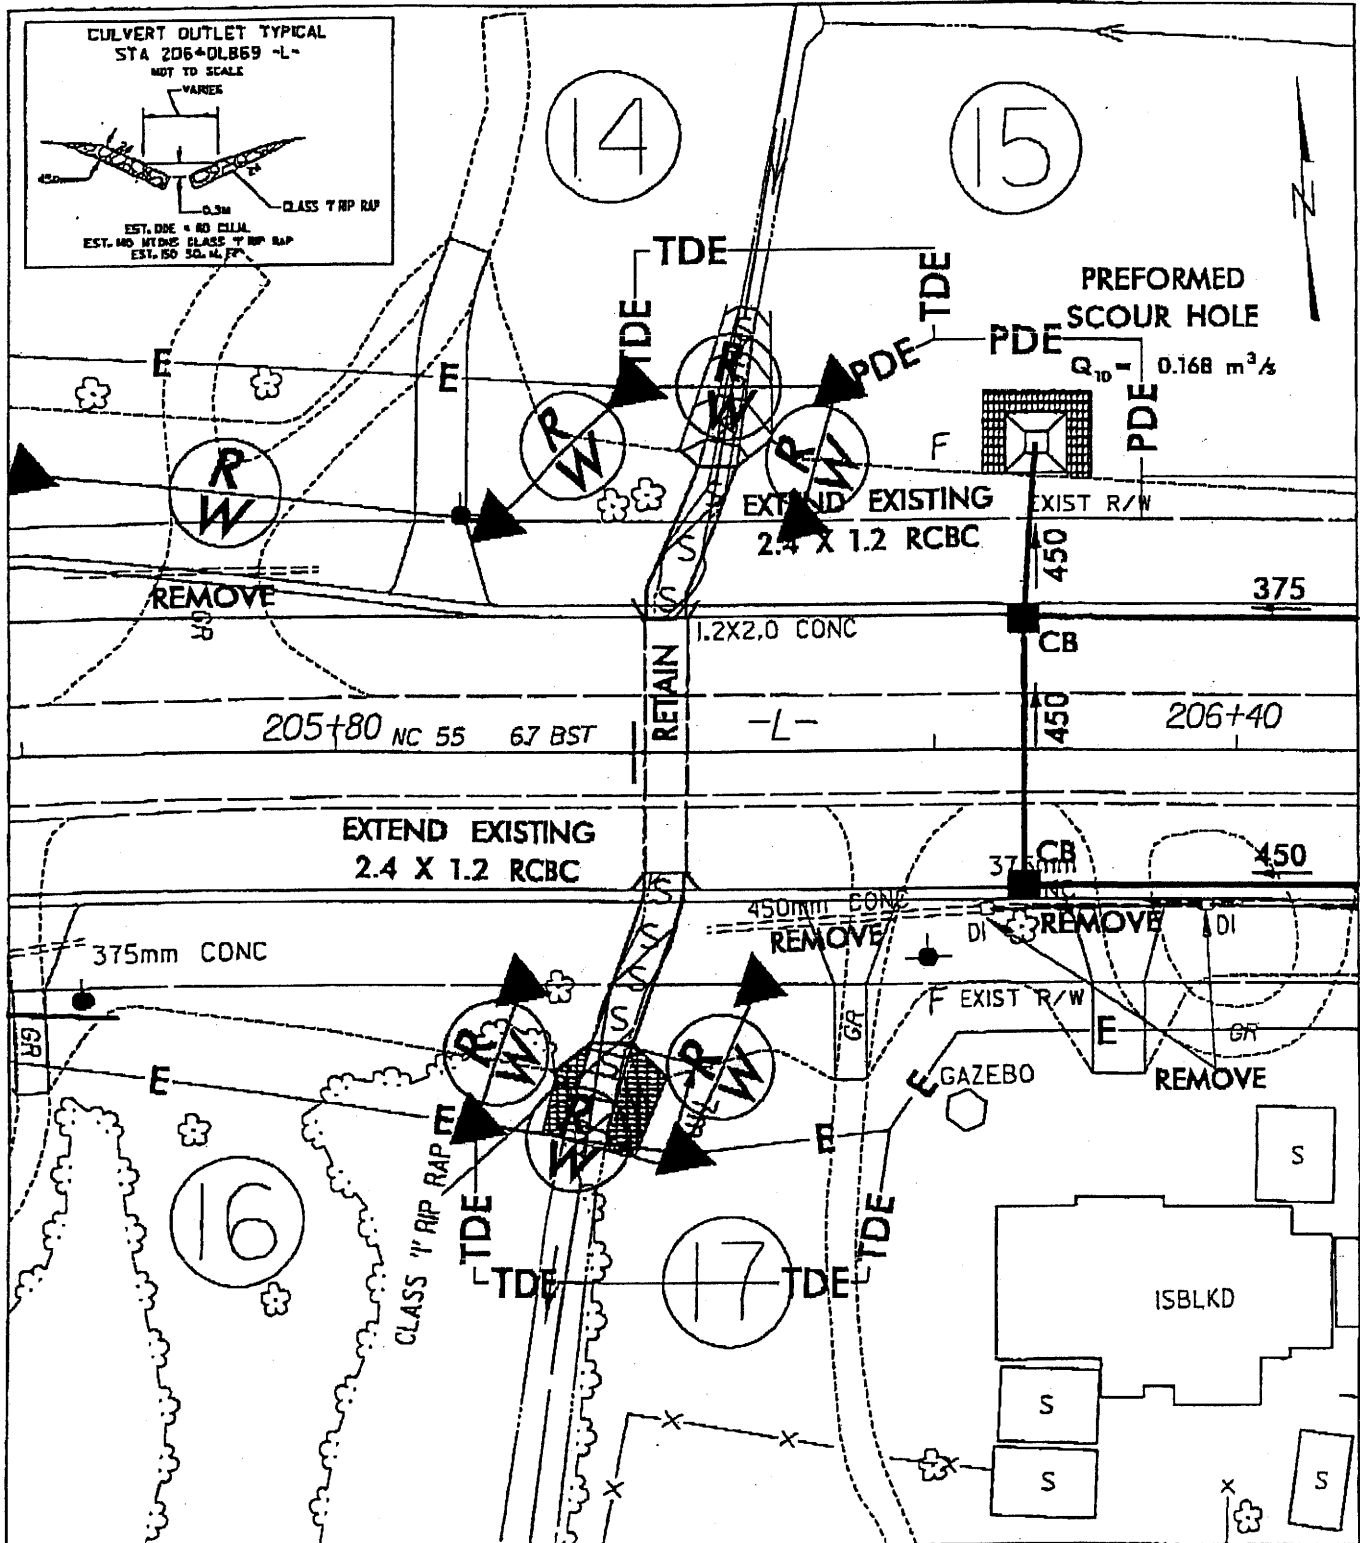 CULVERT OUTLET TYPICAL
NOT TO SCALE
VARIES
CLASS
RIP RAP
14
15
N
TDE
TDE
TDE
PREFORMED
SCOUR HOLE
PDE
PDE
PDE
Q10 = 0.168 m³/s
E
E
R
W
R
W
R
W
R
W
F
EXTEND EXISTING
2.4 X 1.2 RCBC
EXIST R/W
450
375
REMOVE
GR
S
S
1.2X2.0 CONC
CB
RETAIN
450
205+80
NC 55
6.7 BST
-L-
206+40
EXTEND EXISTING
2.4 X 1.2 RCBC
CB
375mm
450
S
450mm CONC
REMOVE
REMOVE
DI
DI
375mm CONC
S
S
S
F
EXIST R/W
GR
GR
GR
E
R
W
R
W
R
W
E
E
E
E
GAZEBO
REMOVE
CLASS 'I' RIP RAP
16
17
TDE
TDE
TDE
TDE
S
ISBLKD
S
S
S